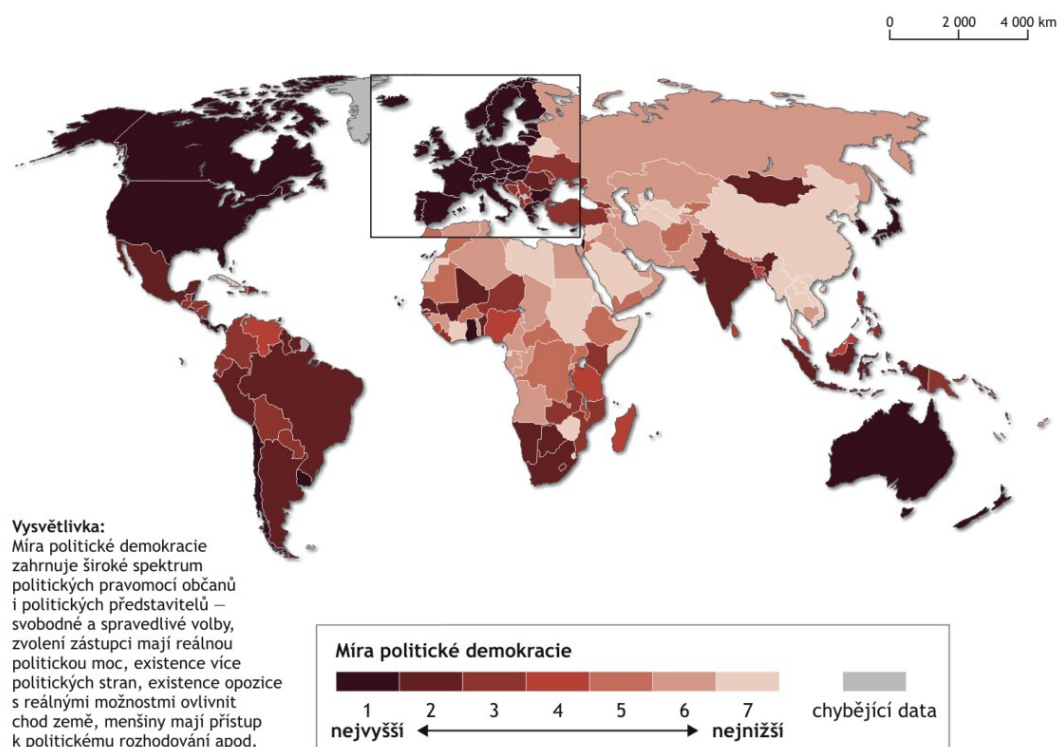 0 2 000 4 000 km
Vysvětlivka:
Míra politické demokracie
zahrnuje široké spektrum
politických pravomocí občanů
i politických představitelů —
svobodné a spravedlivé volby,
zvolení zástupci mají reálnou
politickou moc, existence více
politických stran, existence opozice
s reálnými možnostmi ovlivnit
chod země, menšiny mají přístup
k politickému rozhodování apod.
Míra politické demokracie
1 2 3 4 5 6 7
nejvyšší nejnižší
chybějící data